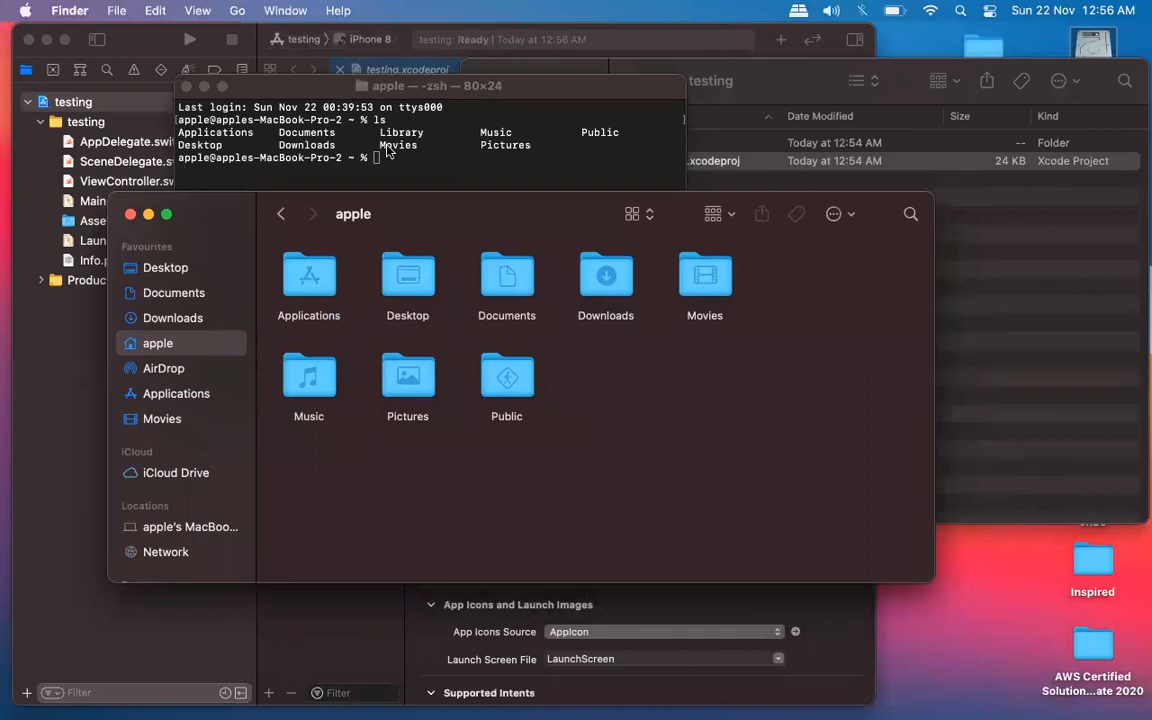 Finder File Edit View Go Window Help Sun 22 Nov 12:56 AM
testing iPhone 8 testing: Ready | Today at 12:56 AM
testing.xcodeproj
testing
apple — -zsh — 80×24
Last login: Sun Nov 22 00:39:53 on ttys000
apple@apples-MacBook-Pro-2 ~ % ls
Applications Documents Library Music Public
Desktop Downloads Movies Pictures
apple@apples-MacBook-Pro-2 ~ %
testing
testing
AppDelegate.swi
SceneDelegate.s
ViewController.sw
Main
Asse
Laun
Info.p
Produc
Date Modified Size Kind
Today at 12:54 AM -- Folder
.xcodeproj Today at 12:54 AM 24 KB Xcode Project
apple
Favourites
Desktop
Documents
Downloads
apple
AirDrop
Applications
Movies
iCloud
iCloud Drive
Locations
apple's MacBoo...
Network
Applications Desktop Documents Downloads Movies
Music Pictures Public
App Icons and Launch Images
App Icons Source AppIcon
Launch Screen File LaunchScreen
Supported Intents
Filter
Filter
Inspired
AWS Certified
Solution...ate 2020